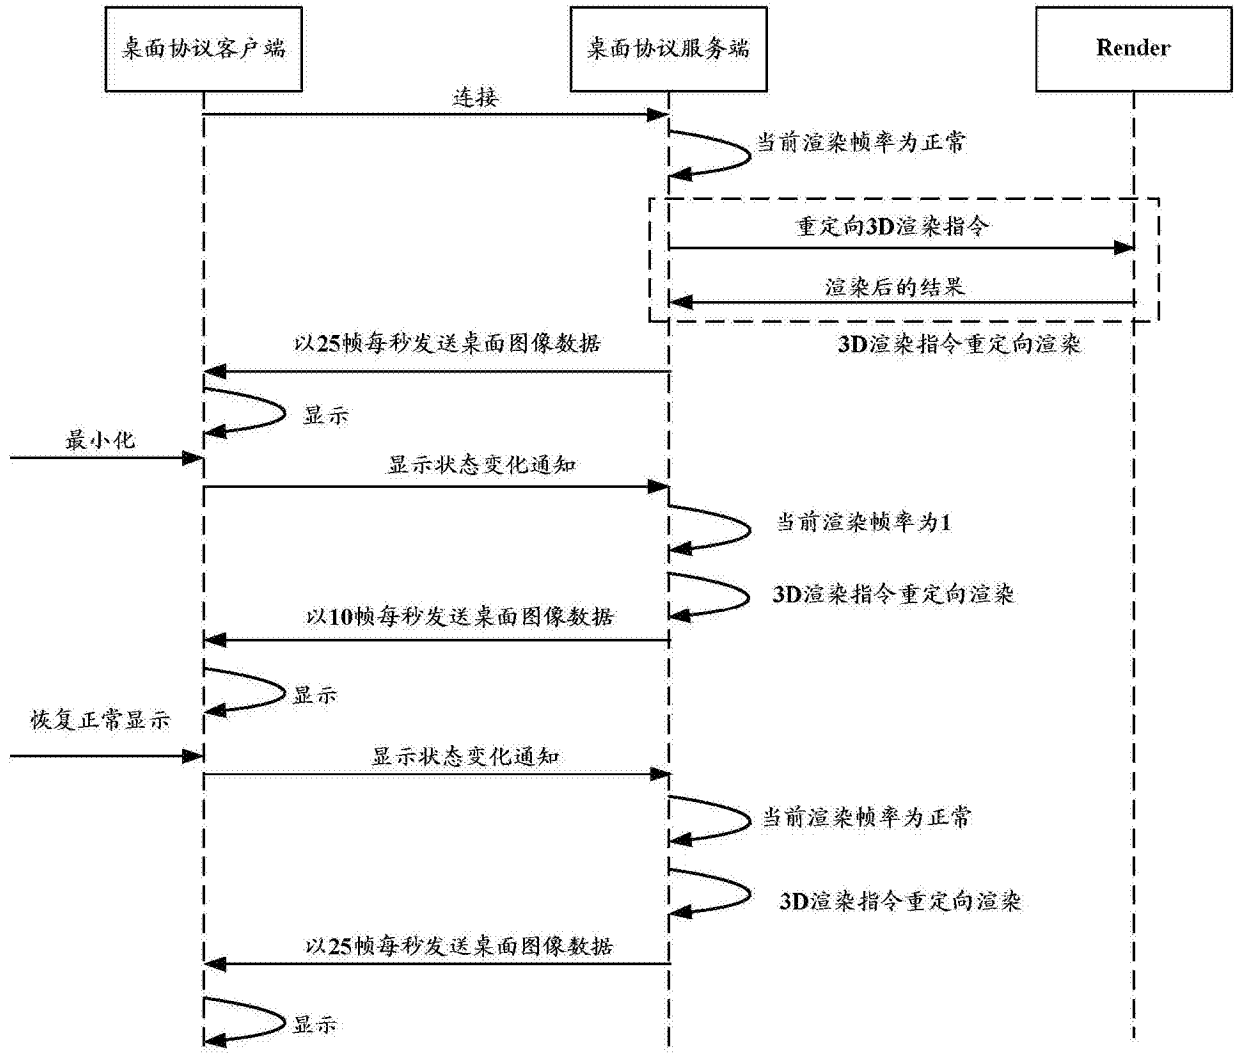 桌面协议客户端
桌面协议服务端
Render
连接
当前渲染帧率为正常
重定向3D渲染指令
渲染后的结果
3D渲染指令重定向渲染
以25帧每秒发送桌面图像数据
显示
最小化
显示状态变化通知
当前渲染帧率为1
3D渲染指令重定向渲染
以10帧每秒发送桌面图像数据
显示
恢复正常显示
显示状态变化通知
当前渲染帧率为正常
3D渲染指令重定向渲染
以25帧每秒发送桌面图像数据
显示